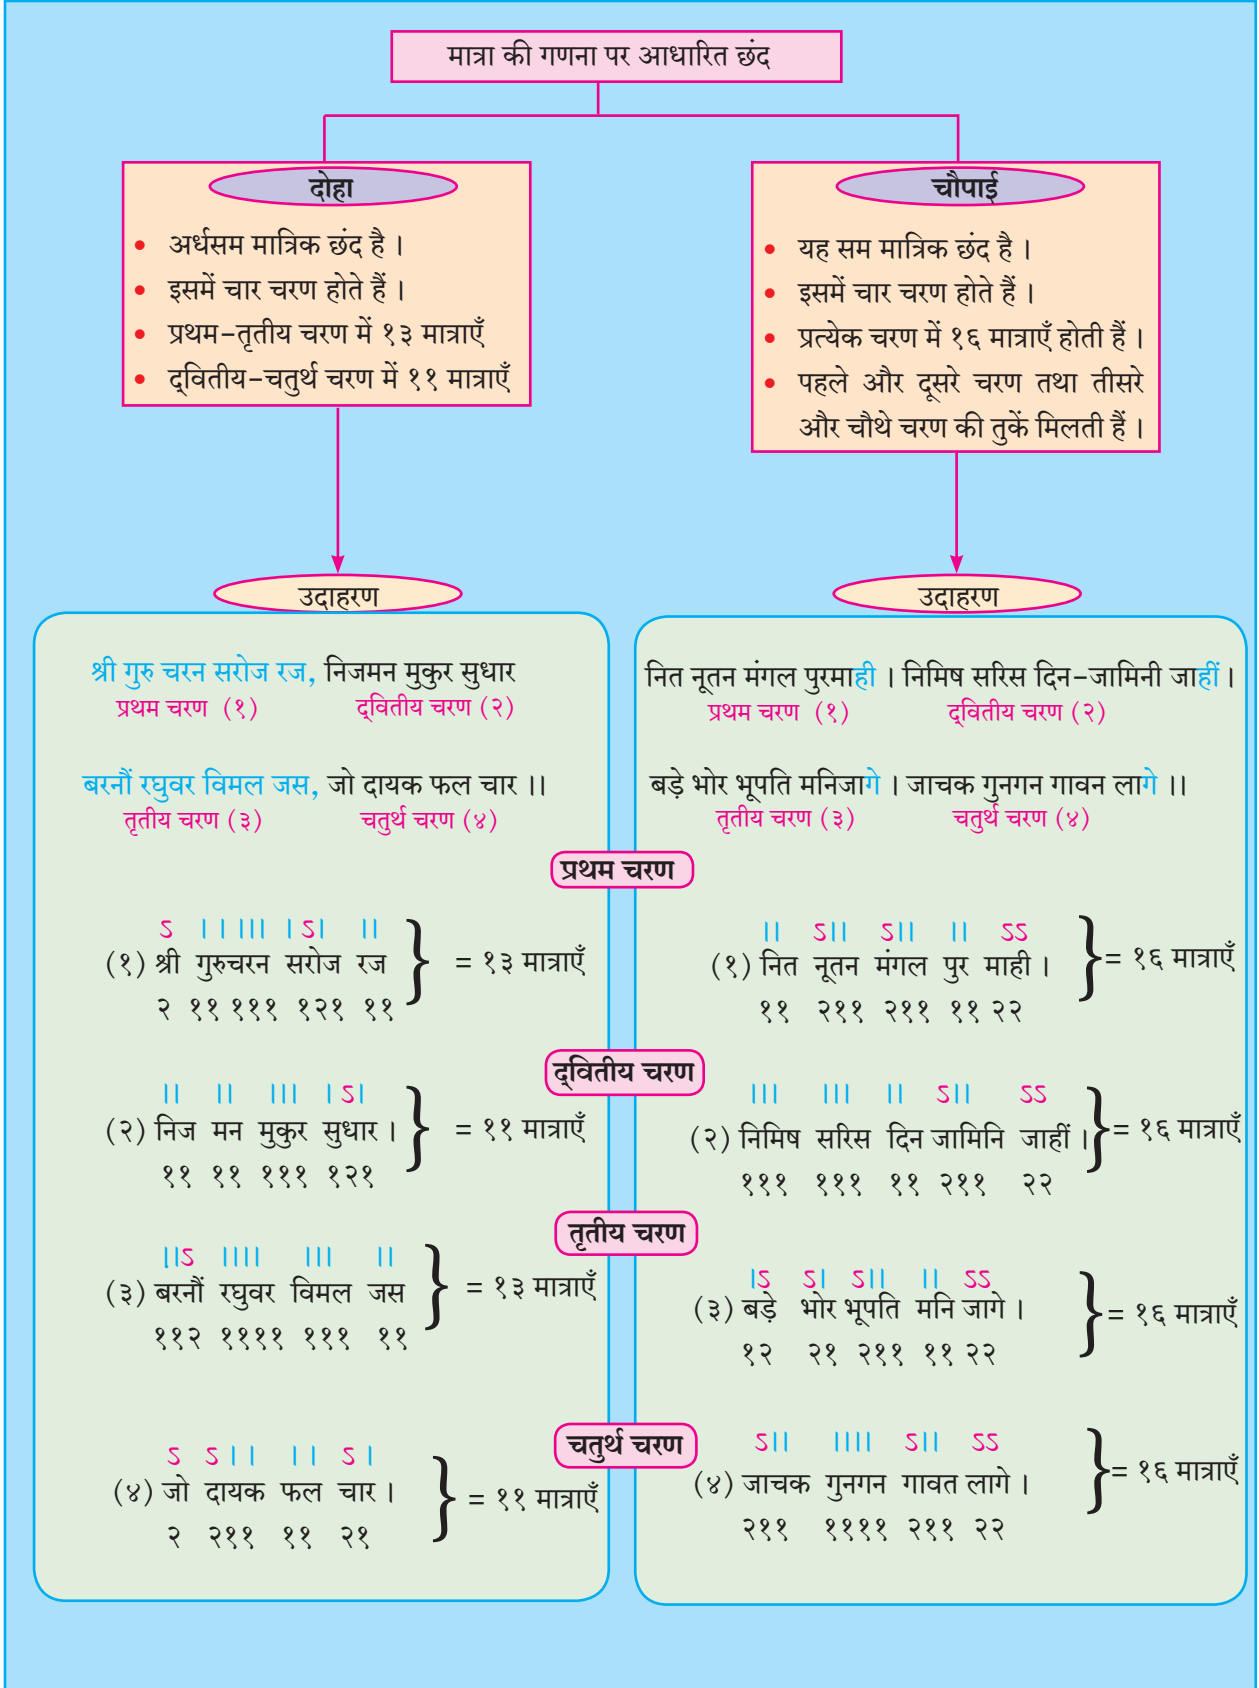 मात्रा की गणना पर आधारित छंद
दोहा
• अर्धसम मात्रिक छंद है ।
• इसमें चार चरण होते हैं ।
• प्रथम-तृतीय चरण में १३ मात्राएँ
• द्‌वितीय-चतुर्थ चरण में ११ मात्राएँ
चौपाई
• यह सम मात्रिक छंद है ।
• इसमें चार चरण होते हैं ।
• प्रत्येक चरण में १६ मात्राएँ होती हैं ।
• पहले और दूसरे चरण तथा तीसरे
और चौथे चरण की तुकें मिलती हैं ।
उदाहरण
श्री गुरु चरन सरोज रज, निजमन मुकुर सुधार
प्रथम चरण (१) द्‌वितीय चरण (२)
बरनौं रघुवर विमल जस, जो दायक फल चार ।।
तृतीय चरण (३) चतुर्थ चरण (४)
उदाहरण
नित नूतन मंगल पुरमाही । निमिष सरिस दिन-जामिनी जाहीं ।
प्रथम चरण (१) द्‌वितीय चरण (२)
बड़े भोर भूपति मनिजागे । जाचक गुनगन गावन लागे ।।
तृतीय चरण (३) चतुर्थ चरण (४)
प्रथम चरण
ऽ ।।।।। ।ऽ। ।।
(१) श्री गुरुचरन सरोज रज } = १३ मात्राएँ
२ ११ १११ १२१ ११
।। ऽ।। ऽ।। ।। ऽऽ
(१) नित नूतन मंगल पुर माही । } = १६ मात्राएँ
११ २११ २११ ११ २२
द्‌वितीय चरण
।। ।। ।।। ।ऽ।
(२) निज मन मुकुर सुधार । } = ११ मात्राएँ
११ ११ १११ १२१
।।। ।।। ।। ऽ।। ऽऽ
(२) निमिष सरिस दिन जामिनि जाहीं । } = १६ मात्राएँ
१११ १११ ११ २११ २२
तृतीय चरण
।।ऽ ।।।। ।।। ।।
(३) बरनौं रघुवर विमल जस } = १३ मात्राएँ
११२ ११११ १११ ११
।ऽ ऽ। ऽ।। ।। ऽऽ
(३) बड़े भोर भूपति मनि जागे । } = १६ मात्राएँ
१२ २१ २११ ११ २२
चतुर्थ चरण
ऽ ऽ।। ।। ऽ।
(४) जो दायक फल चार । } = ११ मात्राएँ
२ २११ ११ २१
ऽ।। ।।।। ऽ।। ऽऽ
(४) जाचक गुनगन गावत लागे । } = १६ मात्राएँ
२११ ११११ २११ २२